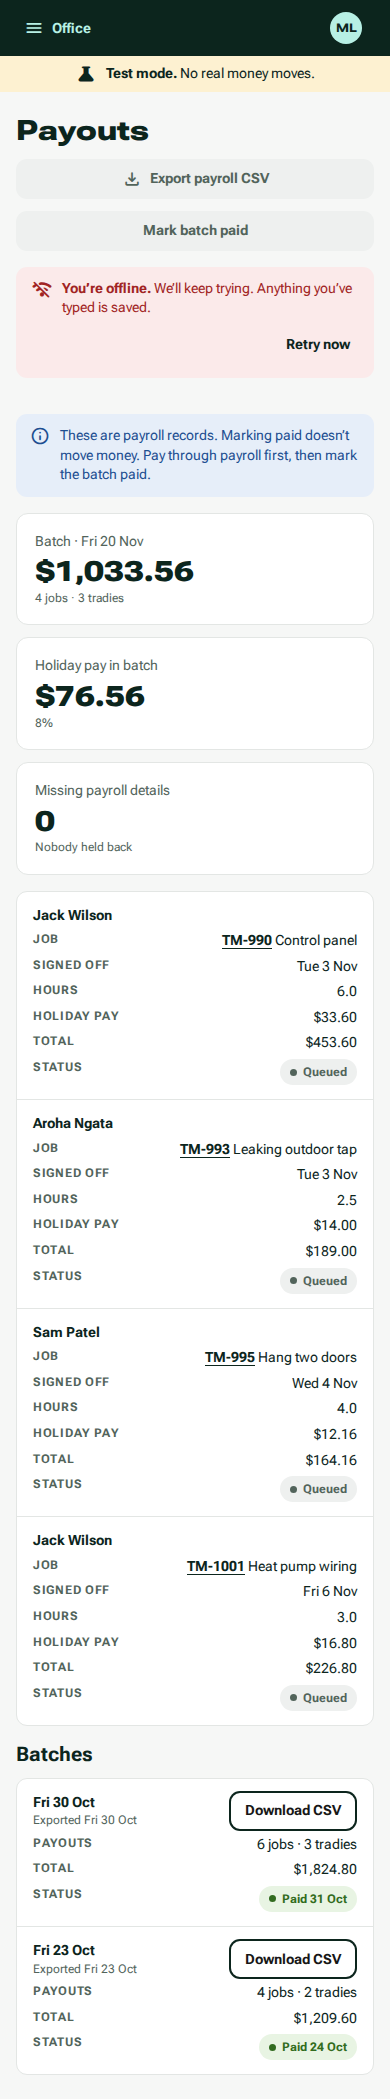 Office
ML
Test mode. No real money moves.
Payouts
Export payroll CSV
Mark batch paid
You're offline. We'll keep trying. Anything you've
typed is saved.
Retry now
These are payroll records. Marking paid doesn't
move money. Pay through payroll first, then mark
the batch paid.
Batch · Fri 20 Nov
$1,033.56
4 jobs · 3 tradies
Holiday pay in batch
$76.56
8%
Missing payroll details
0
Nobody held back
Jack Wilson
JOB TM-990 Control panel
SIGNED OFF Tue 3 Nov
HOURS 6.0
HOLIDAY PAY $33.60
TOTAL $453.60
STATUS Queued
Aroha Ngata
JOB TM-993 Leaking outdoor tap
SIGNED OFF Tue 3 Nov
HOURS 2.5
HOLIDAY PAY $14.00
TOTAL $189.00
STATUS Queued
Sam Patel
JOB TM-995 Hang two doors
SIGNED OFF Wed 4 Nov
HOURS 4.0
HOLIDAY PAY $12.16
TOTAL $164.16
STATUS Queued
Jack Wilson
JOB TM-1001 Heat pump wiring
SIGNED OFF Fri 6 Nov
HOURS 3.0
HOLIDAY PAY $16.80
TOTAL $226.80
STATUS Queued
Batches
Fri 30 Oct
Exported Fri 30 Oct
Download CSV
PAYOUTS 6 jobs · 3 tradies
TOTAL $1,824.80
STATUS Paid 31 Oct
Fri 23 Oct
Exported Fri 23 Oct
Download CSV
PAYOUTS 4 jobs · 2 tradies
TOTAL $1,209.60
STATUS Paid 24 Oct